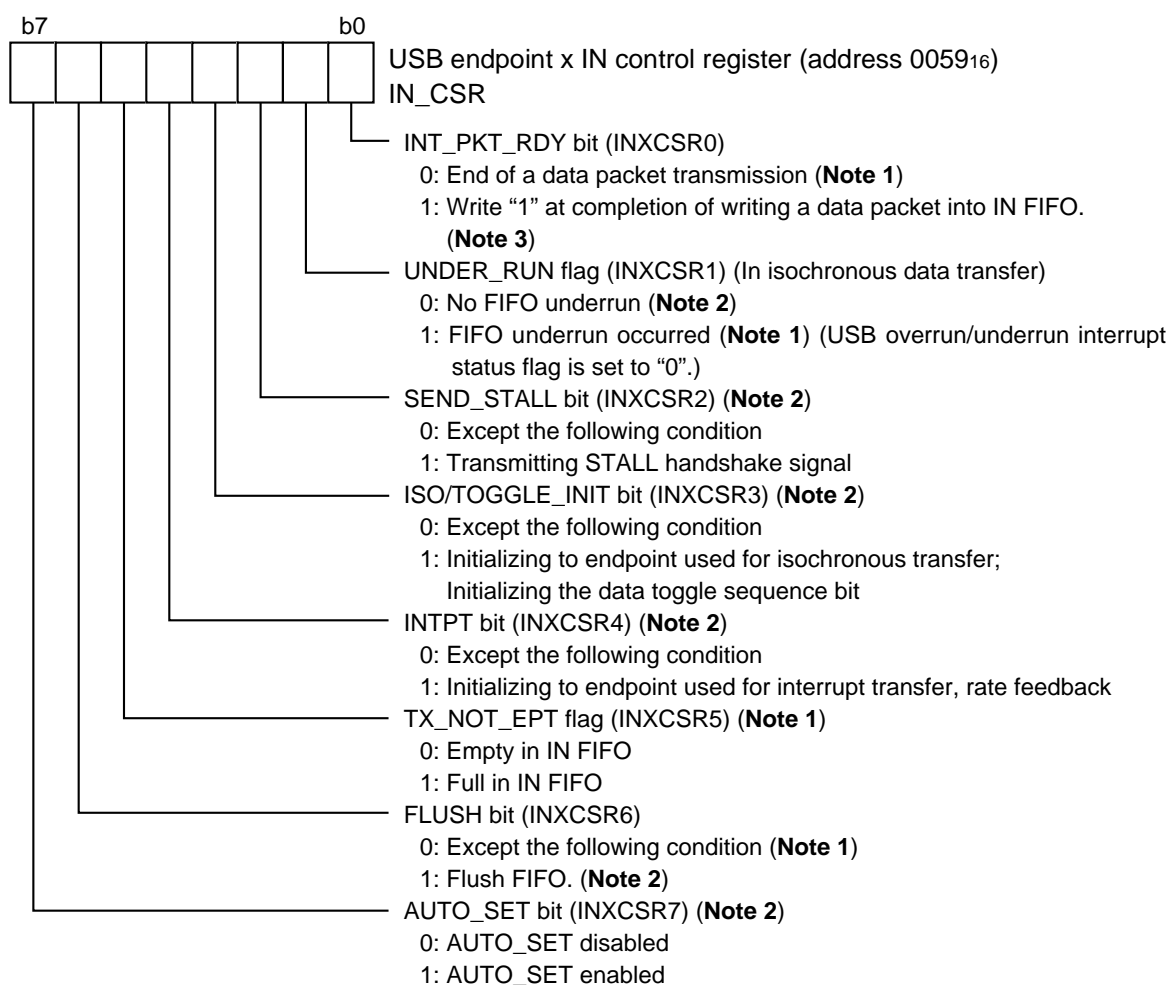 b7 b0
USB endpoint x IN control register (address 0059₁₆)
IN_CSR
INT_PKT_RDY bit (INXCSR0)
0: End of a data packet transmission (Note 1)
1: Write “1” at completion of writing a data packet into IN FIFO.
(Note 3)
UNDER_RUN flag (INXCSR1) (In isochronous data transfer)
0: No FIFO underrun (Note 2)
1: FIFO underrun occurred (Note 1) (USB overrun/underrun interrupt
status flag is set to “0”.)
SEND_STALL bit (INXCSR2) (Note 2)
0: Except the following condition
1: Transmitting STALL handshake signal
ISO/TOGGLE_INIT bit (INXCSR3) (Note 2)
0: Except the following condition
1: Initializing to endpoint used for isochronous transfer;
Initializing the data toggle sequence bit
INTPT bit (INXCSR4) (Note 2)
0: Except the following condition
1: Initializing to endpoint used for interrupt transfer, rate feedback
TX_NOT_EPT flag (INXCSR5) (Note 1)
0: Empty in IN FIFO
1: Full in IN FIFO
FLUSH bit (INXCSR6)
0: Except the following condition (Note 1)
1: Flush FIFO. (Note 2)
AUTO_SET bit (INXCSR7) (Note 2)
0: AUTO_SET disabled
1: AUTO_SET enabled